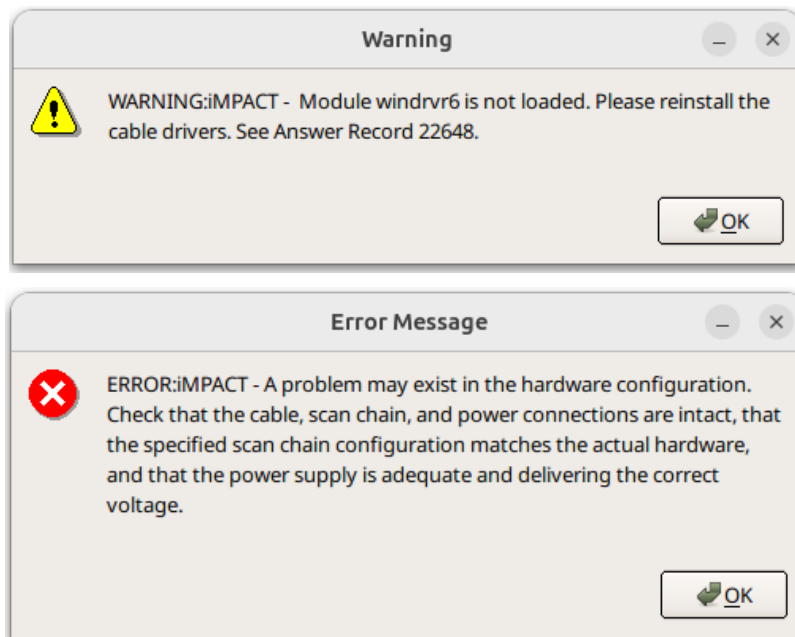 Warning
WARNING:iMPACT - Module windrvr6 is not loaded. Please reinstall the
cable drivers. See Answer Record 22648.
OK
Error Message
ERROR:iMPACT - A problem may exist in the hardware configuration.
Check that the cable, scan chain, and power connections are intact, that
the specified scan chain configuration matches the actual hardware,
and that the power supply is adequate and delivering the correct
voltage.
OK